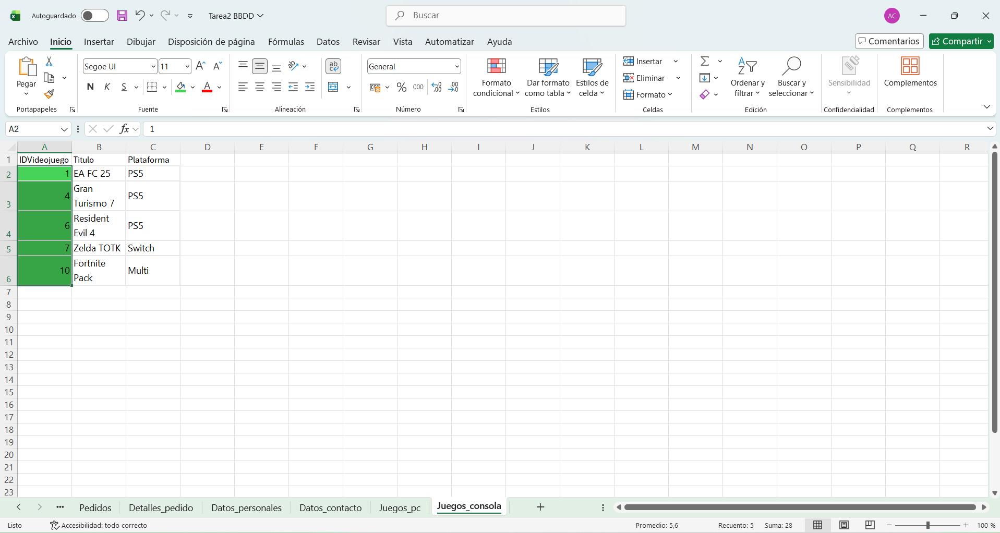 Autoguardado
Tarea2 BBDD
Buscar
AC
Archivo Inicio Insertar Dibujar Disposición de página Fórmulas Datos Revisar Vista Automatizar Ayuda
Comentarios
Compartir
Pegar
Portapapeles
Segoe UI
11
N K S
Fuente
Alineación
General
% 000
Número
Formato condicional
Dar formato como tabla
Estilos de celda
Estilos
Insertar
Eliminar
Formato
Celdas
Ordenar y filtrar
Buscar y seleccionar
Edición
Sensibilidad
Confidencialidad
Complementos
Complementos
A2
fx
1
A B C D E F G H I J K L M N O P Q R
1 IDVideojuego Titulo Plataforma
2 1 EA FC 25 PS5
3 4 Gran Turismo 7 PS5
4 6 Resident Evil 4 PS5
5 7 Zelda TOTK Switch
6 10 Fortnite Pack Multi
7
8
9
10
11
12
13
14
15
16
17
18
19
20
21
22
23
Pedidos Detalles_pedido Datos_personales Datos_contacto Juegos_pc Juegos_consola
Listo
Accesibilidad: todo correcto
Promedio: 5,6
Recuento: 5
Suma: 28
100 %